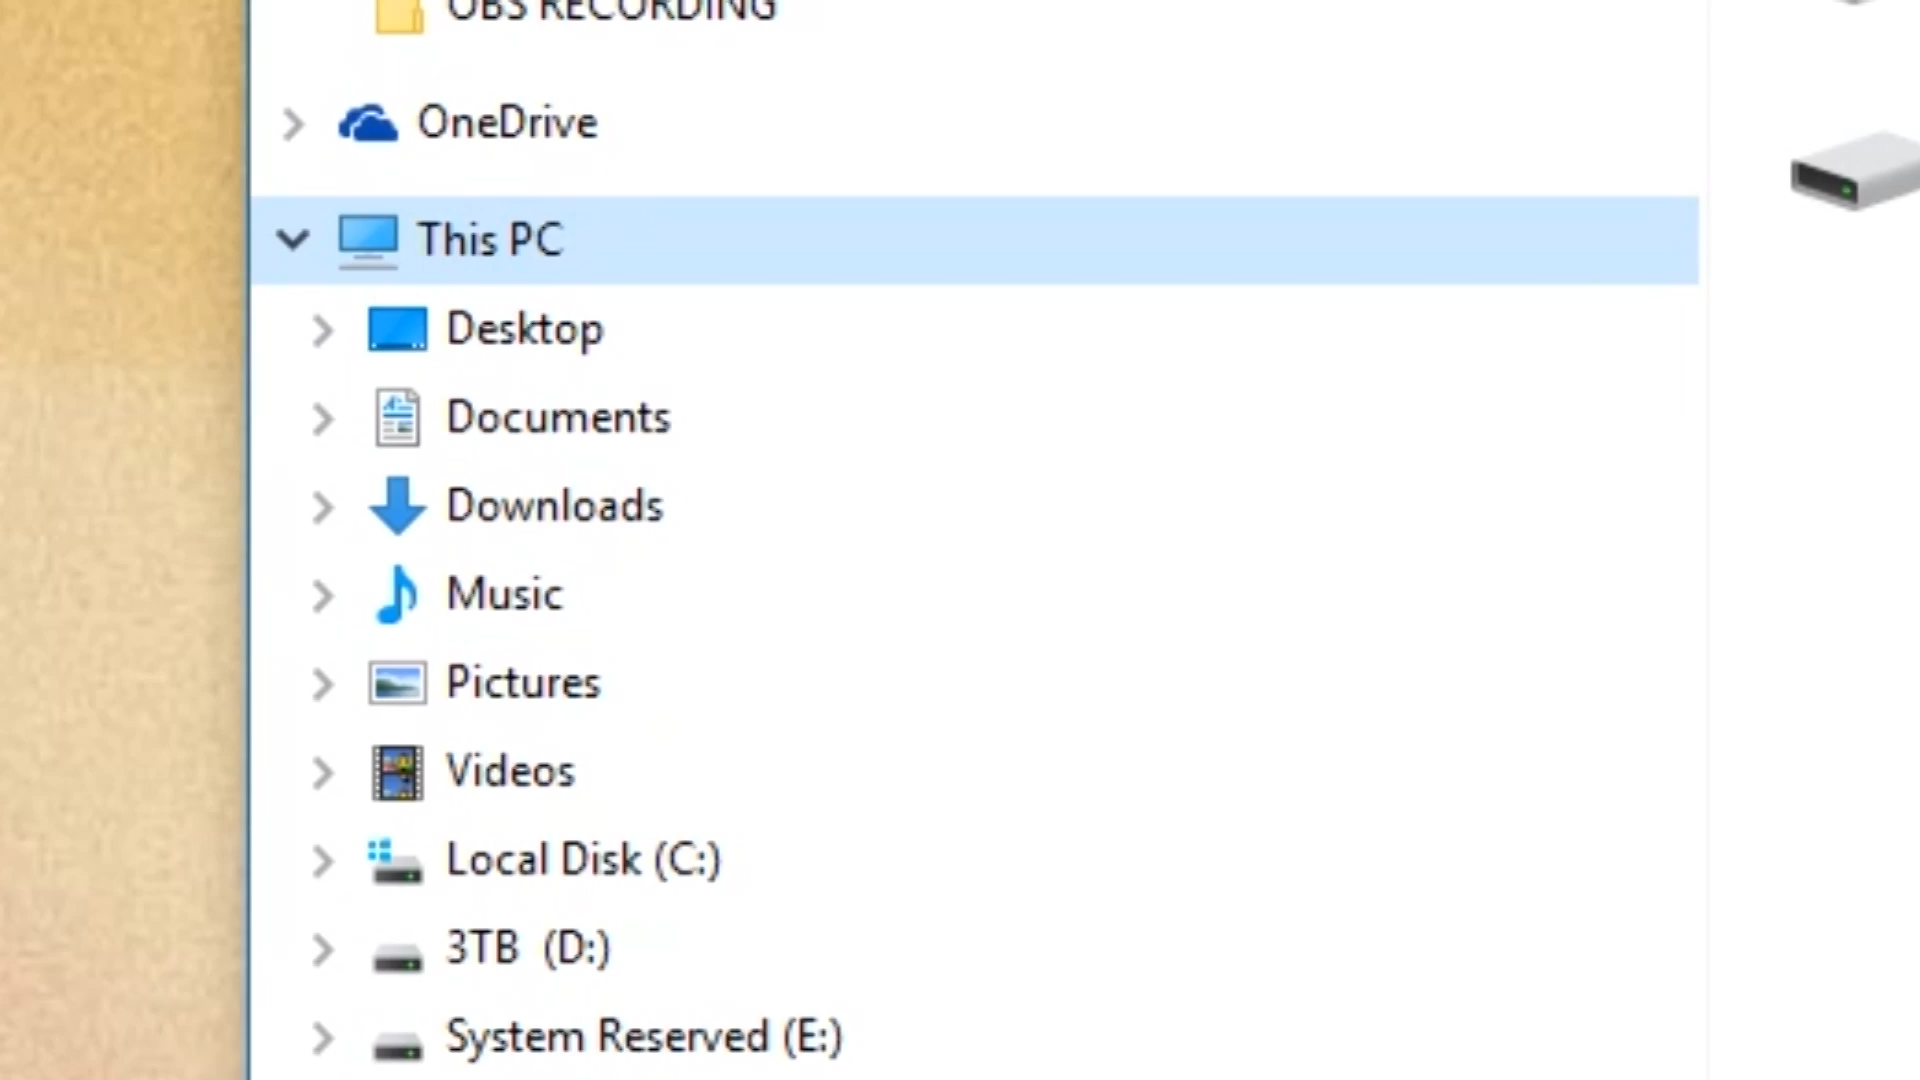 OBS RECORDING
OneDrive
This PC
Desktop
Documents
Downloads
Music
Pictures
Videos
Local Disk (C:)
3TB  (D:)
System Reserved (E:)